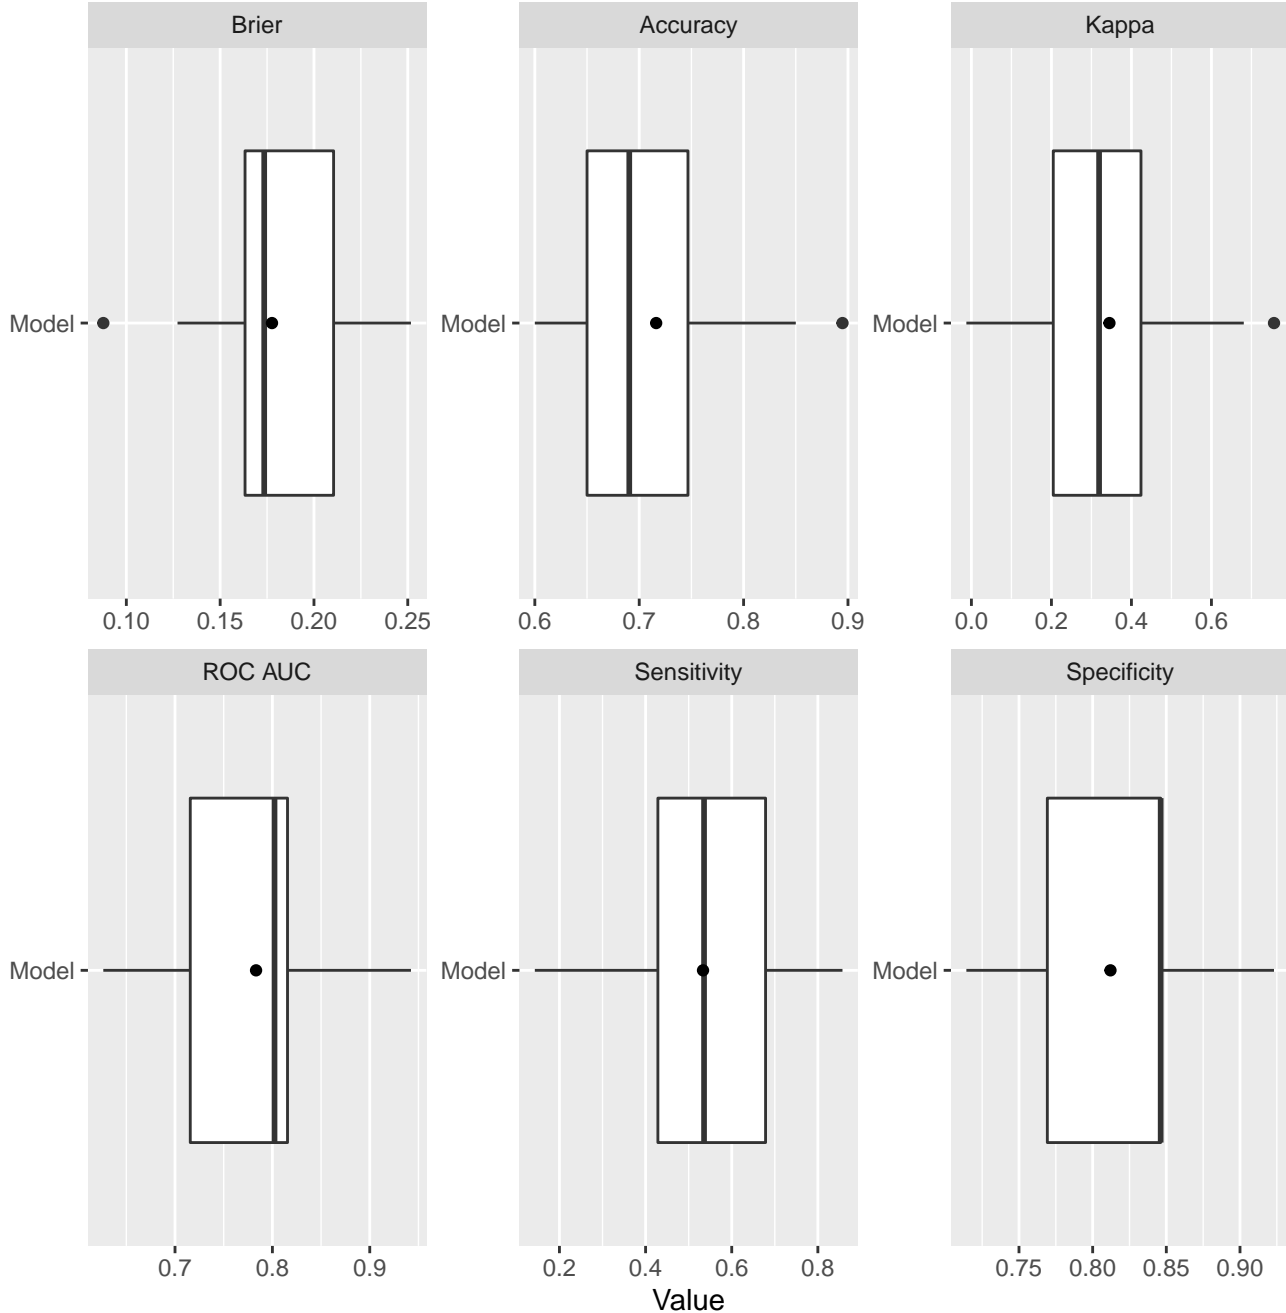 Brier Accuracy Kappa
Model Model Model
0.10 0.15 0.20 0.25 0.6 0.7 0.8 0.9 0.0 0.2 0.4 0.6
ROC AUC Sensitivity Specificity
Model Model Model
0.7 0.8 0.9 0.2 0.4 0.6 0.8 0.75 0.80 0.85 0.90
Value